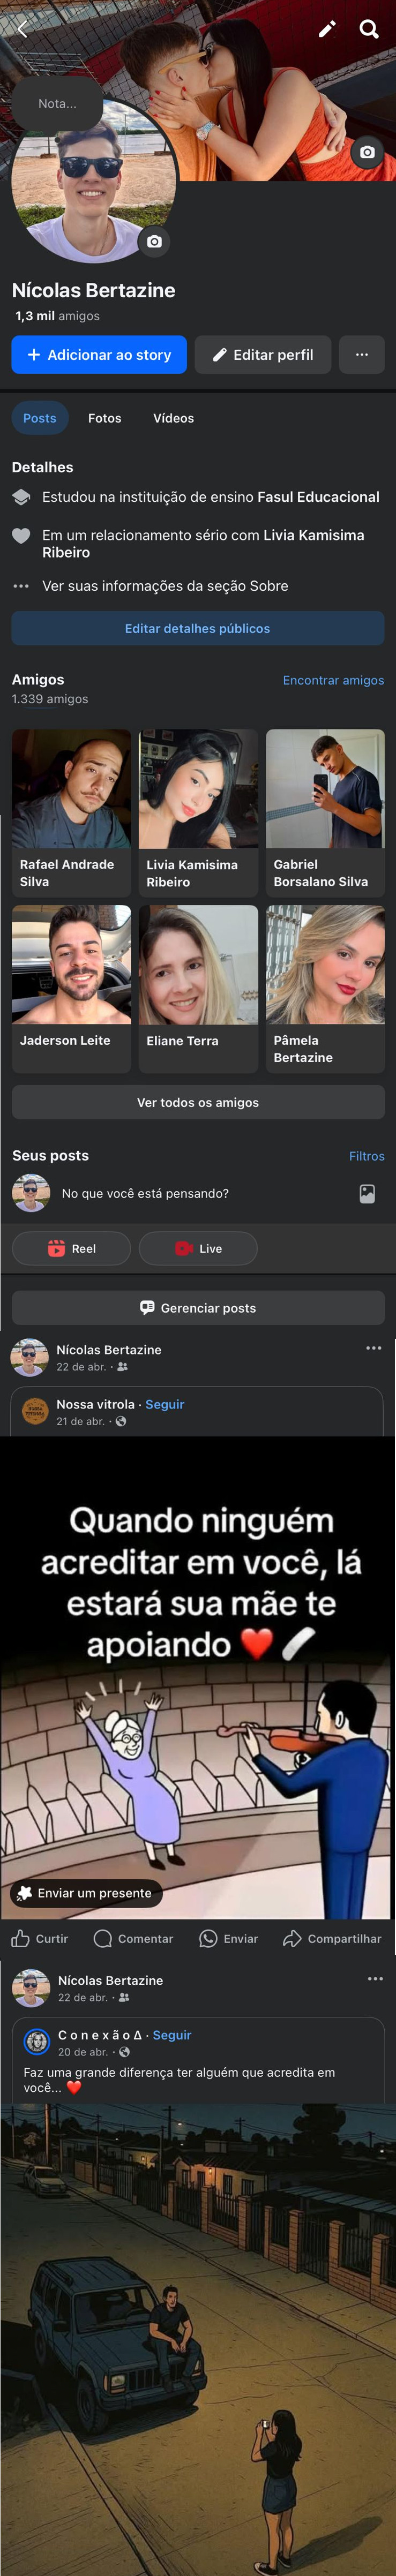 Nota...
Nícolas Bertazine
1,3 mil amigos
Adicionar ao story
Editar perfil
Posts
Fotos
Vídeos
Detalhes
Estudou na instituição de ensino Fasul Educacional
Em um relacionamento sério com Livia Kamisima
Ribeiro
Ver suas informações da seção Sobre
Editar detalhes públicos
Amigos
Encontrar amigos
1.339 amigos
Rafael Andrade
Silva
Livia Kamisima
Ribeiro
Gabriel
Borsalano Silva
Jaderson Leite
Eliane Terra
Pâmela
Bertazine
Ver todos os amigos
Seus posts
Filtros
No que você está pensando?
Reel
Live
Gerenciar posts
Nícolas Bertazine
22 de abr.
Nossa vitrola · Seguir
21 de abr.
Quando ninguém
acreditar em você, lá
estará sua mãe te
apoiando ❤️
Enviar um presente
Curtir
Comentar
Enviar
Compartilhar
Nícolas Bertazine
22 de abr.
C o n e x ã o Δ · Seguir
20 de abr.
Faz uma grande diferença ter alguém que acredita em
você... ❤️